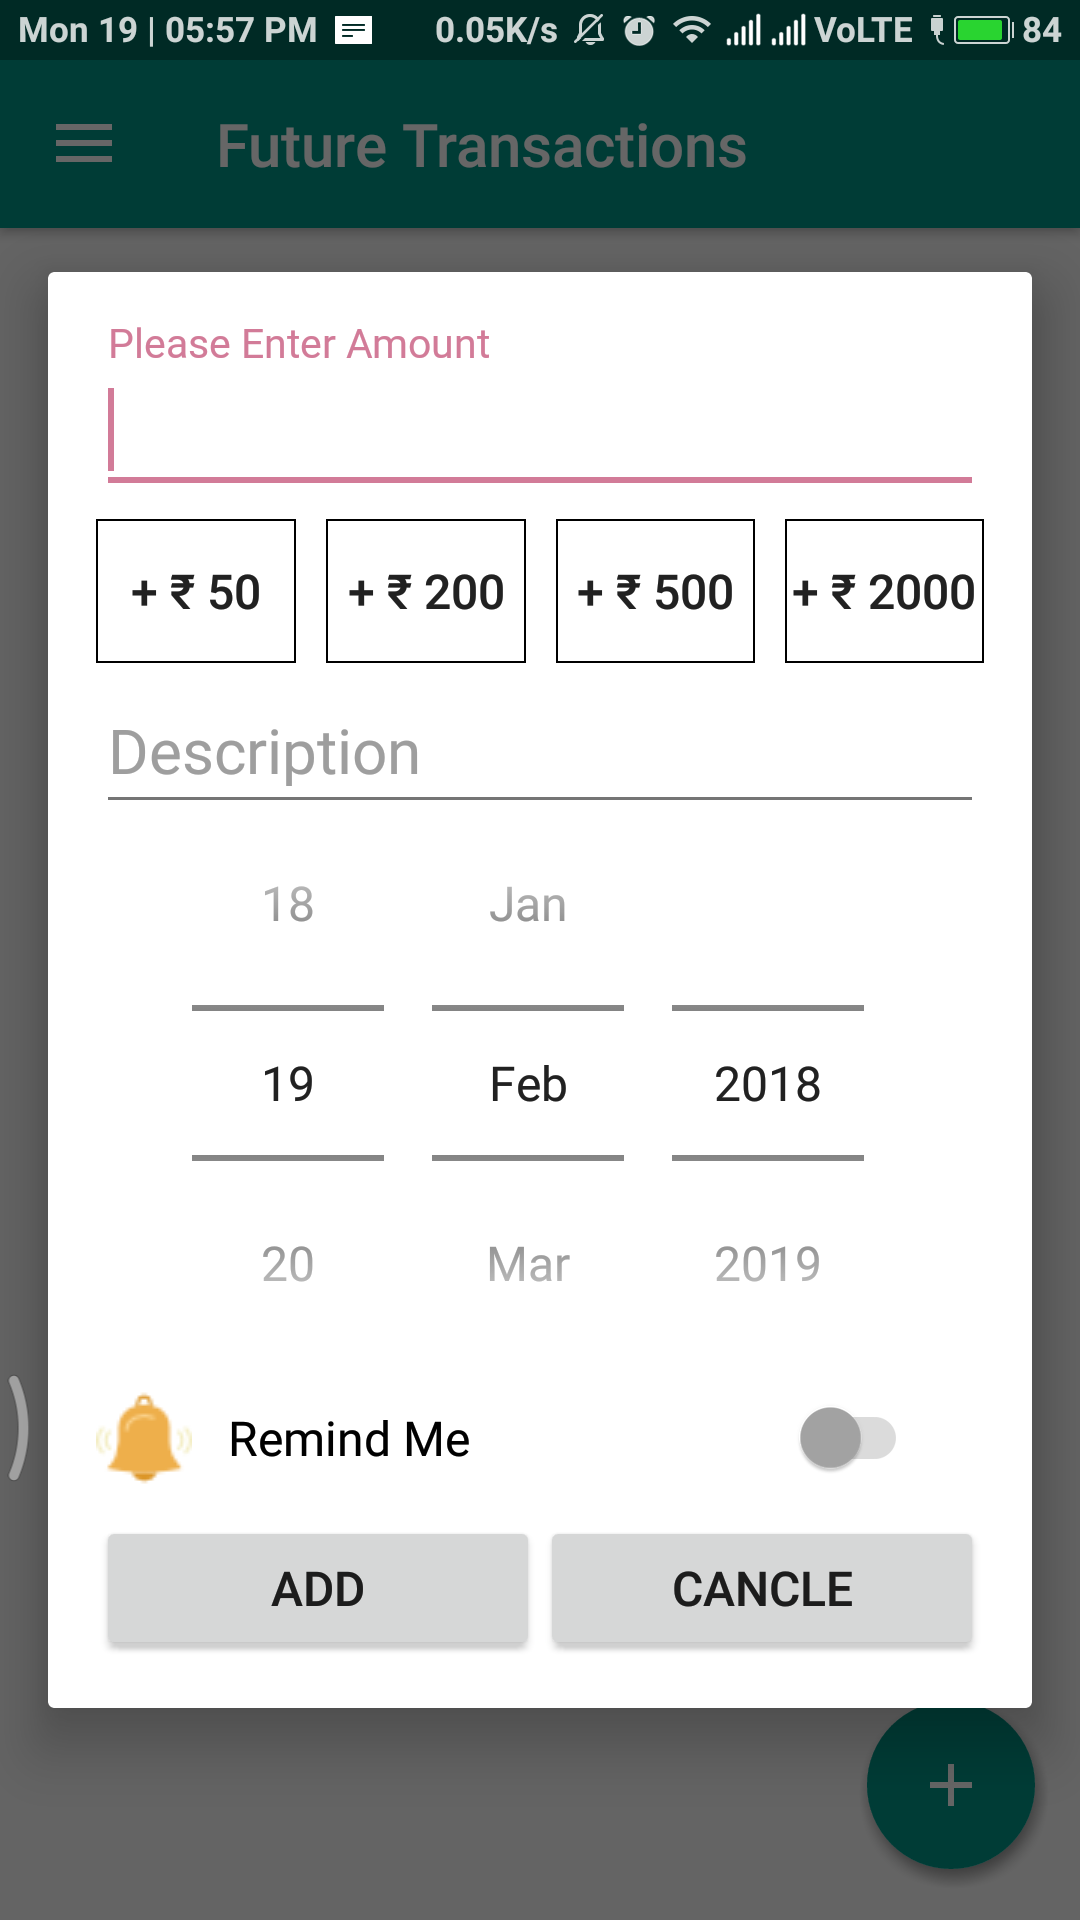 Mon 19 | 05:57 PM 0.05K/s VoLTE 84
Future Transactions
Please Enter Amount
+ ₹ 50 + ₹ 200 + ₹ 500 + ₹ 2000
Description
18 Jan
19 Feb 2018
20 Mar 2019
Remind Me
ADD CANCLE
+